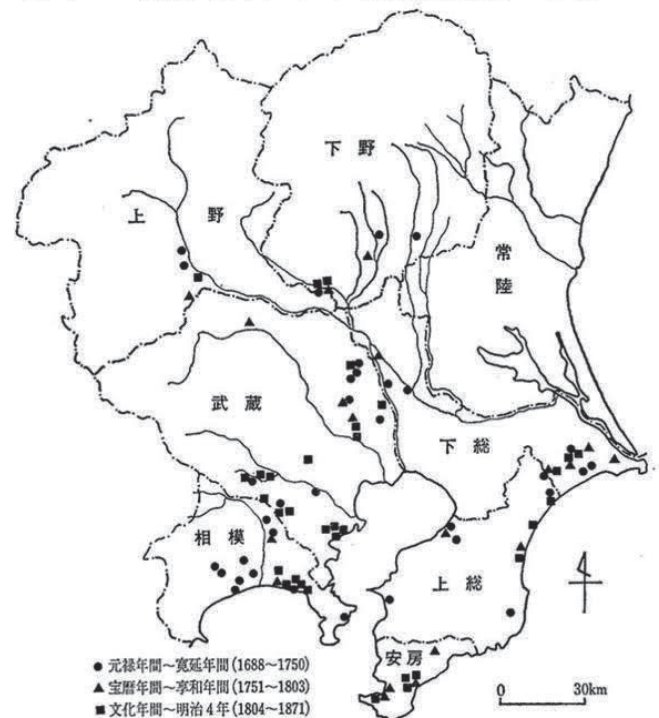 下野
上野
常陸
武蔵
下総
相模
上総
安房
● 元禄年間~寛延年間(1688~1750)
▲ 宝暦年間~享和年間(1751~1803)
■ 文化年間~明治4年(1804~1871)
0 30km